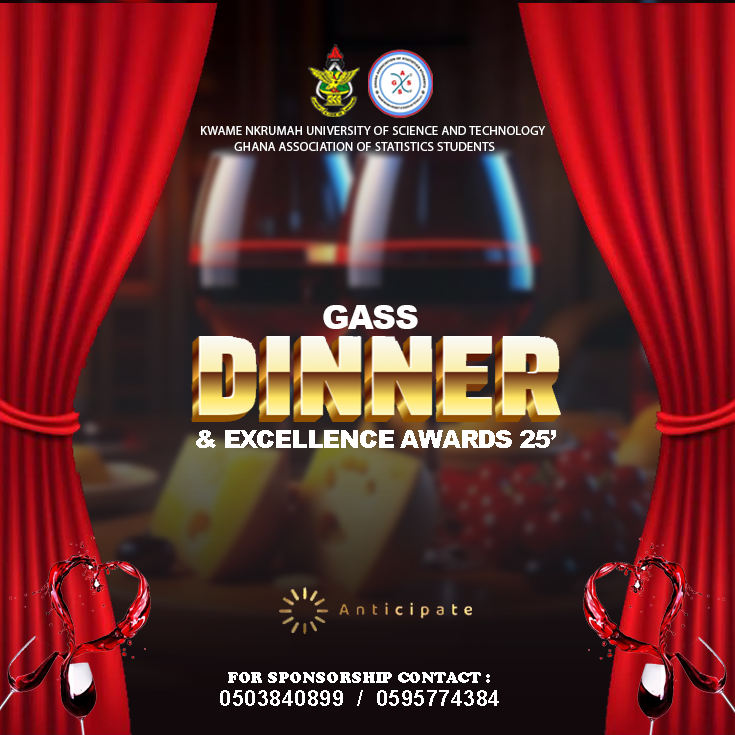 KWAME NKRUMAH UNIVERSITY OF SCIENCE AND TECHNOLOGY
GHANA ASSOCIATION OF STATISTICS STUDENTS
GASS
DINNER
& EXCELLENCE AWARDS 25’
Anticipate
FOR SPONSORSHIP CONTACT :
0503840899 / 0595774384